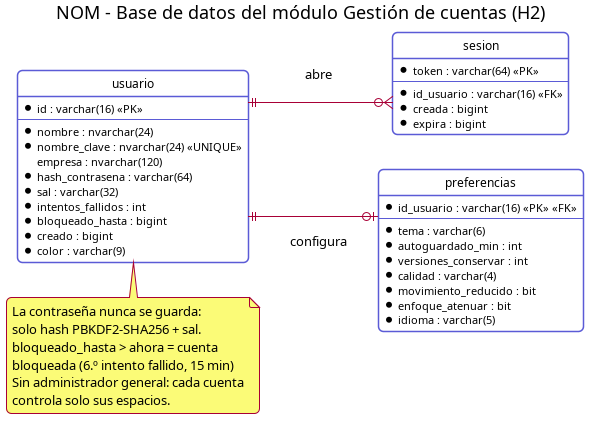 NOM - Base de datos del módulo Gestión de cuentas (H2)
usuario
id : varchar(16) «PK»
nombre : nvarchar(24)
nombre_clave : nvarchar(24) «UNIQUE»
empresa : nvarchar(120)
hash_contrasena : varchar(64)
sal : varchar(32)
intentos_fallidos : int
bloqueado_hasta : bigint
creado : bigint
color : varchar(9)
abre
sesion
token : varchar(64) «PK»
id_usuario : varchar(16) «FK»
creada : bigint
expira : bigint
configura
preferencias
id_usuario : varchar(16) «PK» «FK»
tema : varchar(6)
autoguardado_min : int
versiones_conservar : int
calidad : varchar(4)
movimiento_reducido : bit
enfoque_atenuar : bit
idioma : varchar(5)
La contraseña nunca se guarda:
solo hash PBKDF2-SHA256 + sal.
bloqueado_hasta > ahora = cuenta
bloqueada (6.º intento fallido, 15 min)
Sin administrador general: cada cuenta
controla solo sus espacios.